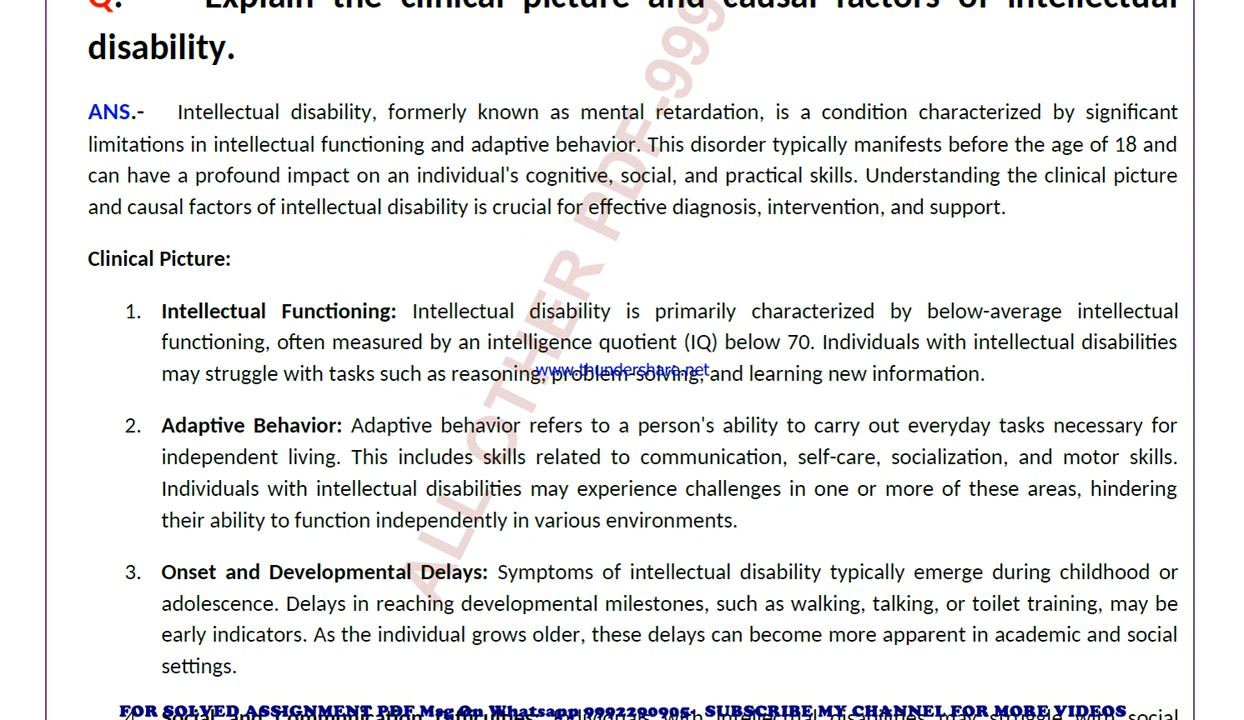 Q. Explain the clinical picture and causal factors of intellectual
disability.
ANS.- Intellectual disability, formerly known as mental retardation, is a condition characterized by significant
limitations in intellectual functioning and adaptive behavior. This disorder typically manifests before the age of 18 and
can have a profound impact on an individual's cognitive, social, and practical skills. Understanding the clinical picture
and causal factors of intellectual disability is crucial for effective diagnosis, intervention, and support.
Clinical Picture:
1. Intellectual Functioning: Intellectual disability is primarily characterized by below-average intellectual
functioning, often measured by an intelligence quotient (IQ) below 70. Individuals with intellectual disabilities
may struggle with tasks such as reasoning, problem-solving, and learning new information.
www.thundershare.net
2. Adaptive Behavior: Adaptive behavior refers to a person's ability to carry out everyday tasks necessary for
independent living. This includes skills related to communication, self-care, socialization, and motor skills.
Individuals with intellectual disabilities may experience challenges in one or more of these areas, hindering
their ability to function independently in various environments.
3. Onset and Developmental Delays: Symptoms of intellectual disability typically emerge during childhood or
adolescence. Delays in reaching developmental milestones, such as walking, talking, or toilet training, may be
early indicators. As the individual grows older, these delays can become more apparent in academic and social
settings.
FOR SOLVED ASSIGNMENT PDF Msg On Whatsapp 9992290905. SUBSCRIBE MY CHANNEL FOR MORE VIDEOS
ALL OTHER PDF-999